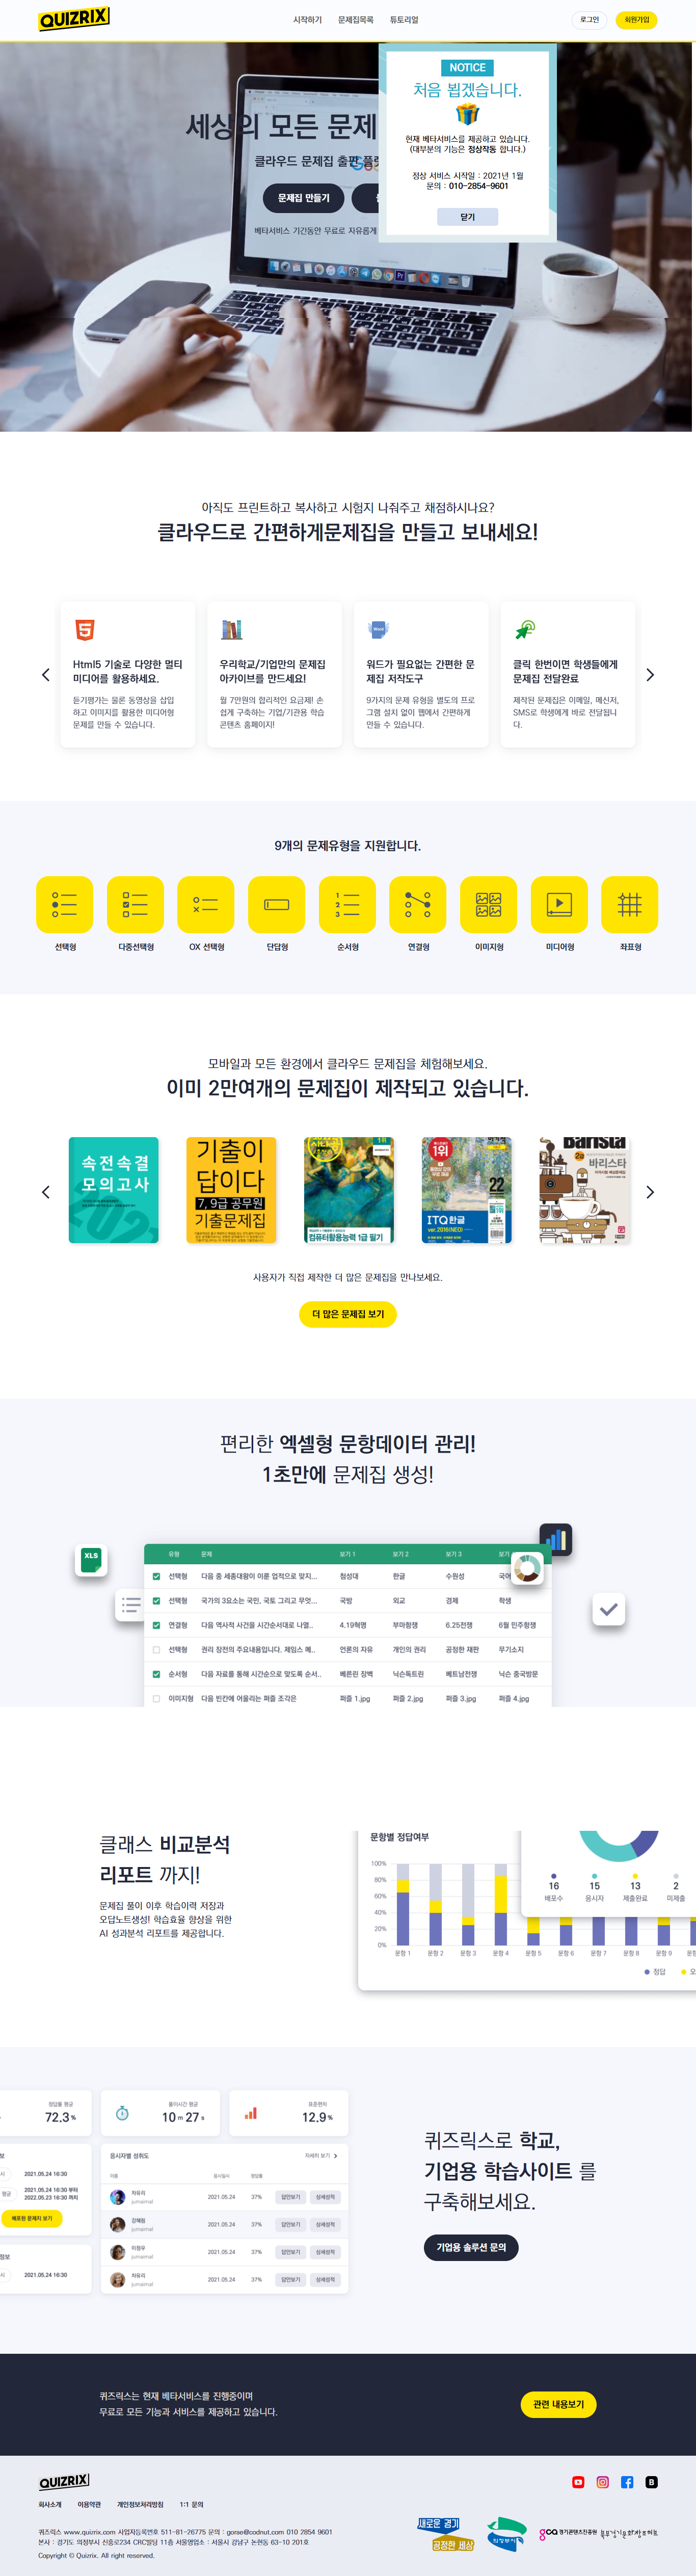 QUIZRIX
시작하기 문제집목록 튜토리얼
로그인 회원가입
세상의 모든 문제
클라우드 문제집 출판
문제집 만들기
베타서비스 기간동안 무료로 자유롭게
NOTICE
처음 뵙겠습니다.
현재 베타서비스를 제공하고 있습니다.
(대부분의 기능은 정상작동 합니다.)
정상 서비스 시작일 : 2021년 1월
문의 : 010-2854-9601
닫기
아직도 프린트하고 복사하고 시험지 나눠주고 채점하시나요?
클라우드로 간편하게문제집을 만들고 보내세요!
Html5 기술로 다양한 멀티
미디어를 활용하세요.
듣기평가는 물론 동영상을 삽입
하고 이미지를 활용한 미디어형
문제를 만들 수 있습니다.
우리학교/기업만의 문제집
아카이브를 만드세요!
월 7만원의 합리적인 요금제! 손
쉽게 구축하는 기업/기관용 학습
콘텐츠 홈페이지!
Word
워드가 필요없는 간편한 문
제집 저작도구
9가지의 문제 유형을 별도의 프로
그램 설치 없이 웹에서 간편하게
만들 수 있습니다.
클릭 한번이면 학생들에게
문제집 전달완료
제작된 문제집은 이메일, 메신저,
SMS로 학생에게 바로 전달됩니
다.
9개의 문제유형을 지원합니다.
선택형 다중선택형 OX 선택형 단답형 순서형 연결형 이미지형 미디어형 좌표형
모바일과 모든 환경에서 클라우드 문제집을 체험해보세요.
이미 2만여개의 문제집이 제작되고 있습니다.
속전속결
모의고사
2022
기출이
답이다
7, 9급 공무원
기출문제집
컴퓨터활용능력 1급 필기
1위
22
ITQ 한글
ver.2016(NEO)
Barista
바리스타
사용자가 직접 제작한 더 많은 문제집을 만나보세요.
더 많은 문제집 보기
편리한 엑셀형 문항데이터 관리!
1초만에 문제집 생성!
XLS
유형 문제 보기 1 보기 2 보기 3 보기
선택형 다음 중 세종대왕이 이룬 업적으로 맞지... 첨성대 한글 수원성 국어
선택형 국가의 3요소는 국민, 국토 그리고 무엇... 국방 외교 경제 학생
연결형 다음 역사적 사건을 시간순서대로 나열.. 4.19혁명 부마항쟁 6.25전쟁 6월 민주항쟁
선택형 권리 장전의 주요내용입니다. 제임스 메.. 언론의 자유 개인의 권리 공정한 재판 무기소지
순서형 다음 자료를 통해 시간순으로 맞도록 순서.. 베를린 장벽 닉슨독트린 베트남전쟁 닉슨 중국방문
이미지형 다음 빈칸에 어울리는 퍼즐 조각은 퍼즐 1.jpg 퍼즐 2.jpg 퍼즐 3.jpg 퍼즐 4.jpg
클래스 비교분석
리포트 까지!
문제집 풀이 이후 학습이력 저장과
오답노트생성! 학습효율 향상을 위한
AI 성과분석 리포트를 제공합니다.
문항별 정답여부
100%
80%
60%
40%
20%
0%
문항 1 문항 2 문항 3 문항 4 문항 5 문항 6 문항 7 문항 8 문항 9
16 15 13 2
배포수 응시자 제출완료 미제출
정답 오
정답률 평균
72.3 %
풀이시간 평균
10 m 27 s
표준편차
12.9 %
2021.05.24 16:30
평균
2021.05.24 16:30 부터
2022.05.23 16:30 까지
배포된 문제지 보기
정보
2021.05.24 16:30
응시자별 성취도 자세히 보기
이름 응시일시 정답률
차유리 jumaimal 2021.05.24 37% 답안보기 상세성적
강혜림 jumaimal 2021.05.24 37% 답안보기 상세성적
이정우 jumaimal 2021.05.24 37% 답안보기 상세성적
차유리 jumaimal 2021.05.24 37% 답안보기 상세성적
퀴즈릭스로 학교,
기업용 학습사이트 를
구축해보세요.
기업용 솔루션 문의
퀴즈릭스는 현재 베타서비스를 진행중이며
무료로 모든 기능과 서비스를 제공하고 있습니다.
관련 내용보기
QUIZRIX
회사소개 이용약관 개인정보처리방침 1:1 문의
퀴즈릭스 www.quizrix.com 사업자등록번호 511-81-26775 문의 : gorae@codnut.com 010 2854 9601
본사 : 경기도 의정부시 신흥로234 CRC빌딩 11층 서울영업소 : 서울시 강남구 논현동 63-10 201호
Copyright © Quizrix. All right rerserved.
새로운 경기
공정한 세상
의정부시
gca 경기콘텐츠진흥원
북부경기문화창조허브